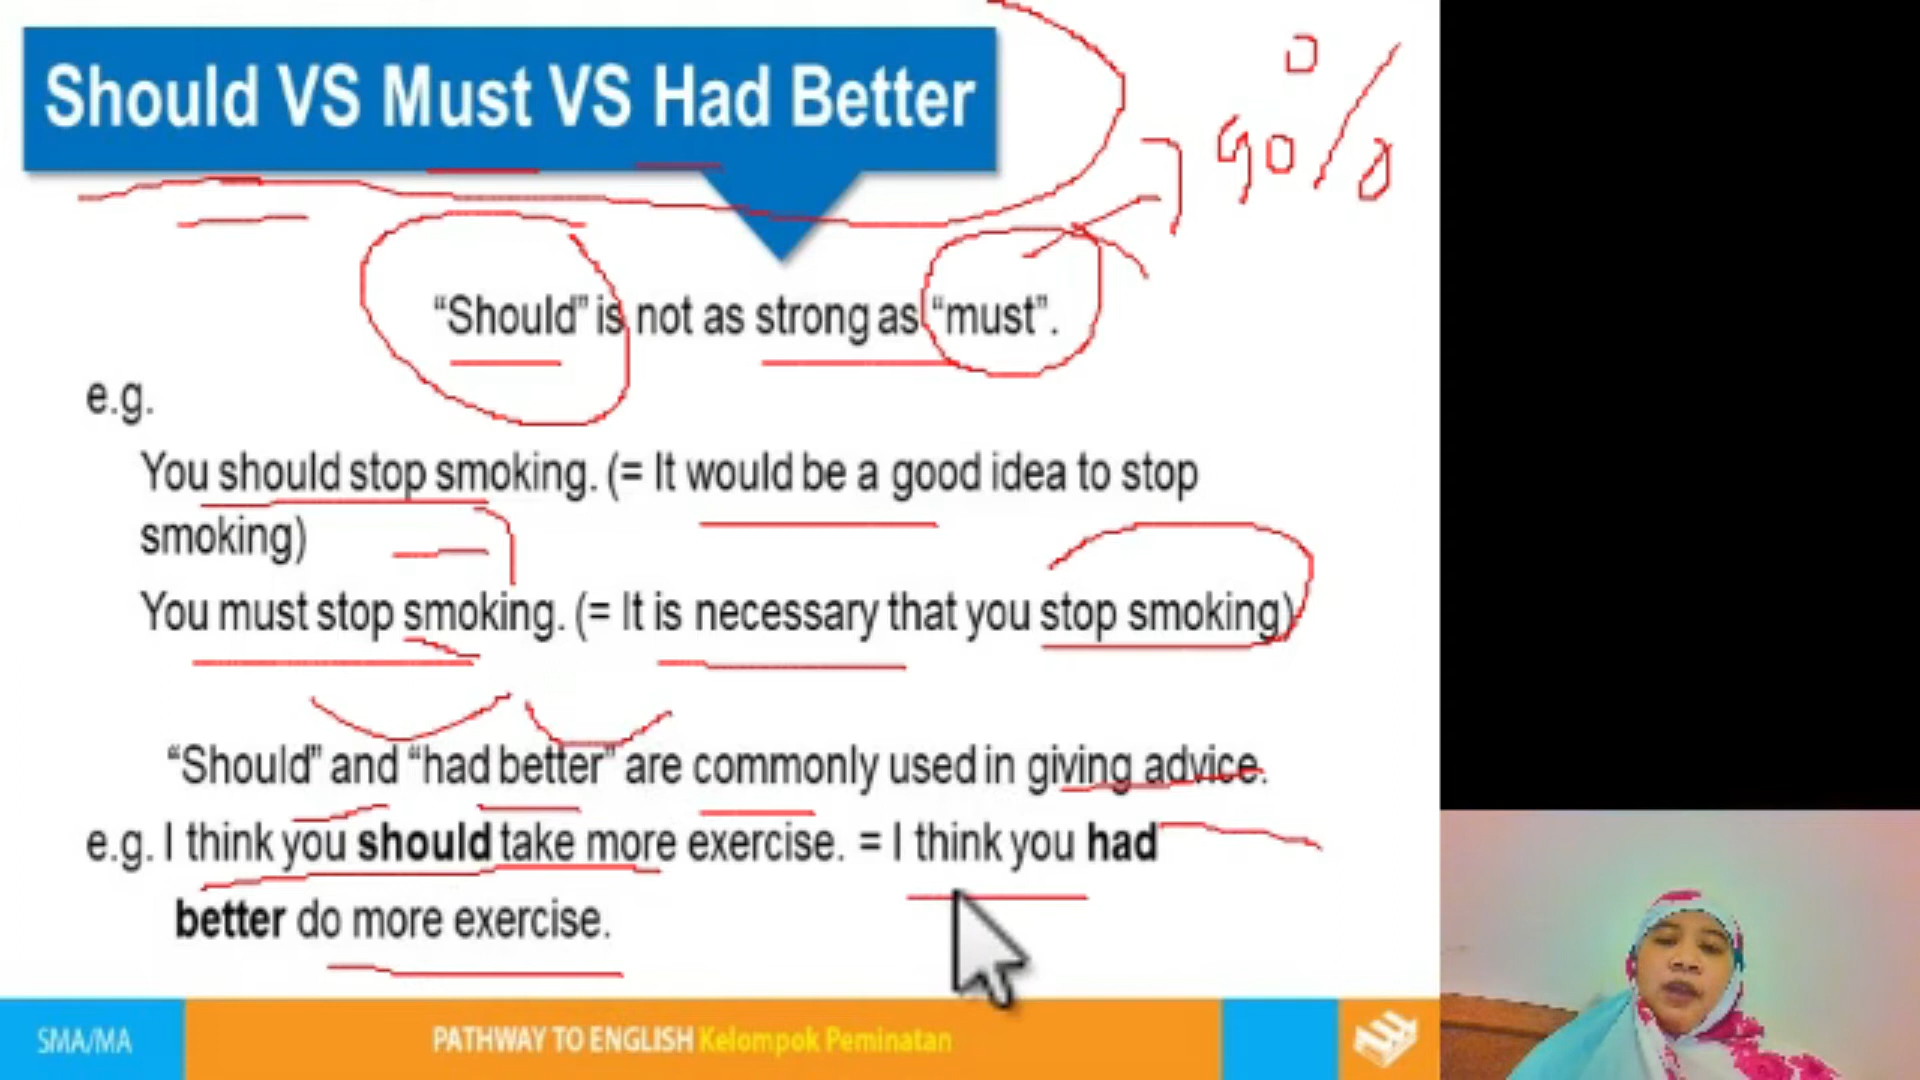 Should VS Must VS Had Better
90%
“Should” is not as strong as “must”.
e.g.
You should stop smoking. (= It would be a good idea to stop
smoking)
You must stop smoking. (= It is necessary that you stop smoking)
“Should” and “had better” are commonly used in giving advice.
e.g. I think you should take more exercise. = I think you had
better do more exercise.
SMA/MA
PATHWAY TO ENGLISH Kelompok Peminatan